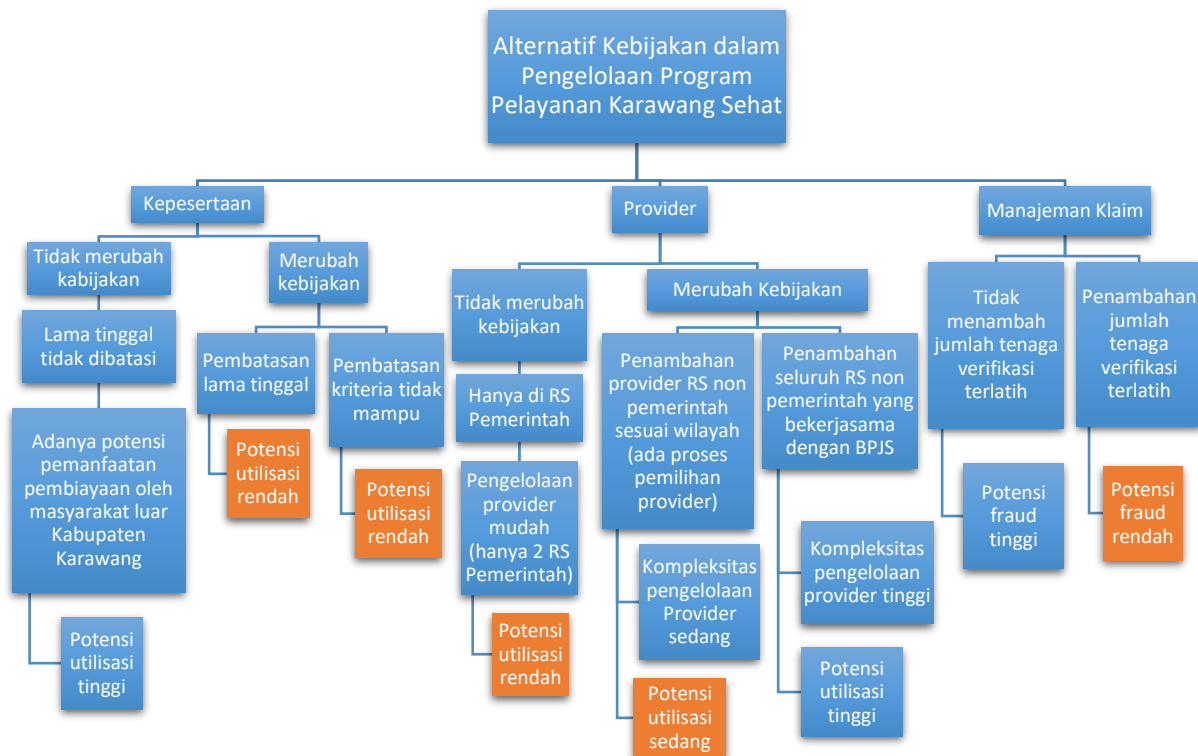 Alternatif Kebijakan dalam
Pengelolaan Program
Pelayanan Karawang Sehat
Kepesertaan
Tidak merubah
kabijakan
Lama tinggal
tidak dibatasi
Adanya potensi
pemanfaatan
pembiayaan oleh
masyarakat luar
Kabupaten
Karawang
Potensi
utilisasi
tinggi
Merubah
kebijakan
Pembatasan
lama tinggal
Potensi
utilisasi
rendah
Pembatasan
kriteria tidak
mampu
Potensi
utilisasi
rendah
Provider
Tidak merubah
kebijakan
Hanya di RS
Pemerintah
Pengelolaan
provider
mudah
(hanya 2 RS
Pemerintah)
Potensi
utilisasi
rendah
Merubah Kebijakan
Penambahan
provider RS non
pemerintah
sesuai wilayah
(ada proses
pemilihan
provider)
Kompleksitas
pengelolaan
Provider
sedang
Potensi
utilisasi
sedang
Penambahan
seluruh RS non
pemerintah yang
bekerjasama
dengan BPJS
Kompleksitas
pengelolaan
provider tinggi
Potensi
utilisasi
tinggi
Manajeman Klaim
Tidak
menambah
jumlah tenaga
verifikasi
terlatih
Potensi
fraud
tinggi
Penambahan
jumlah
tenaga
verifikasi
terlatih
Potensi
fraud
rendah